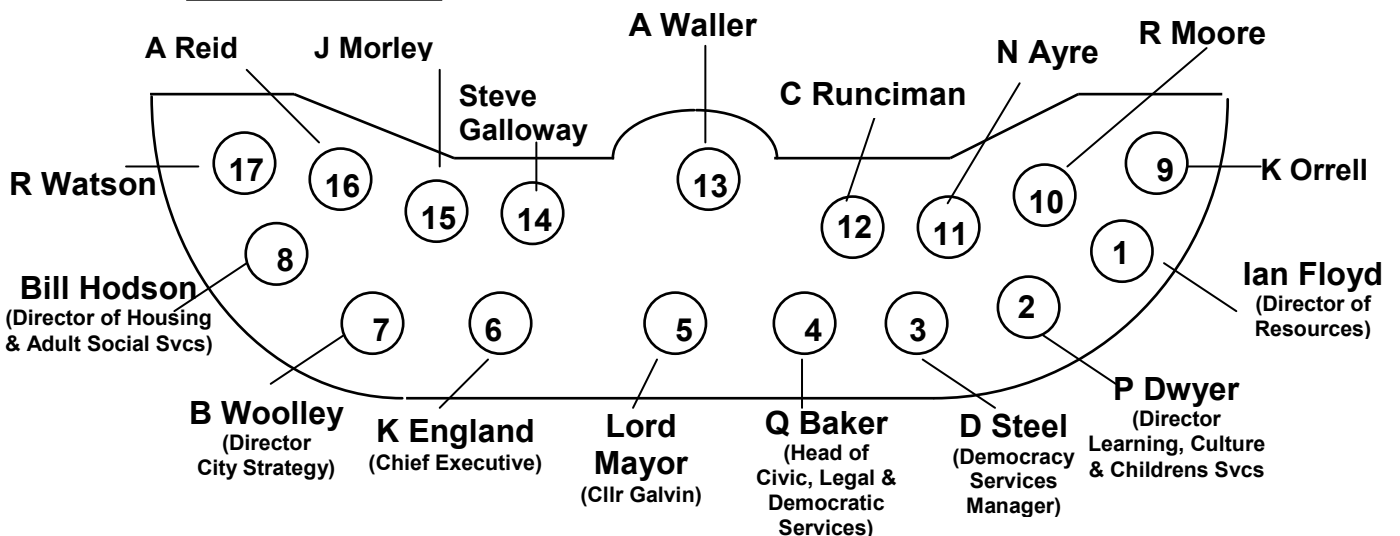 A Waller
R Moore
A Reid
J Morley
N Ayre
Steve
Galloway
C Runciman
17
16
15
14
13
12
11
10
9
R Watson
K Orrell
8
7
6
5
4
3
2
1
Bill Hodson
(Director of Housing
& Adult Social Svcs)
Ian Floyd
(Director of
Resources)
B Woolley
(Director
City Strategy)
K England
(Chief Executive)
Lord
Mayor
(Cllr Galvin)
Q Baker
(Head of
Civic, Legal &
Democratic
Services)
D Steel
(Democracy
Services
Manager)
P Dwyer
(Director
Learning, Culture
& Childrens Svcs